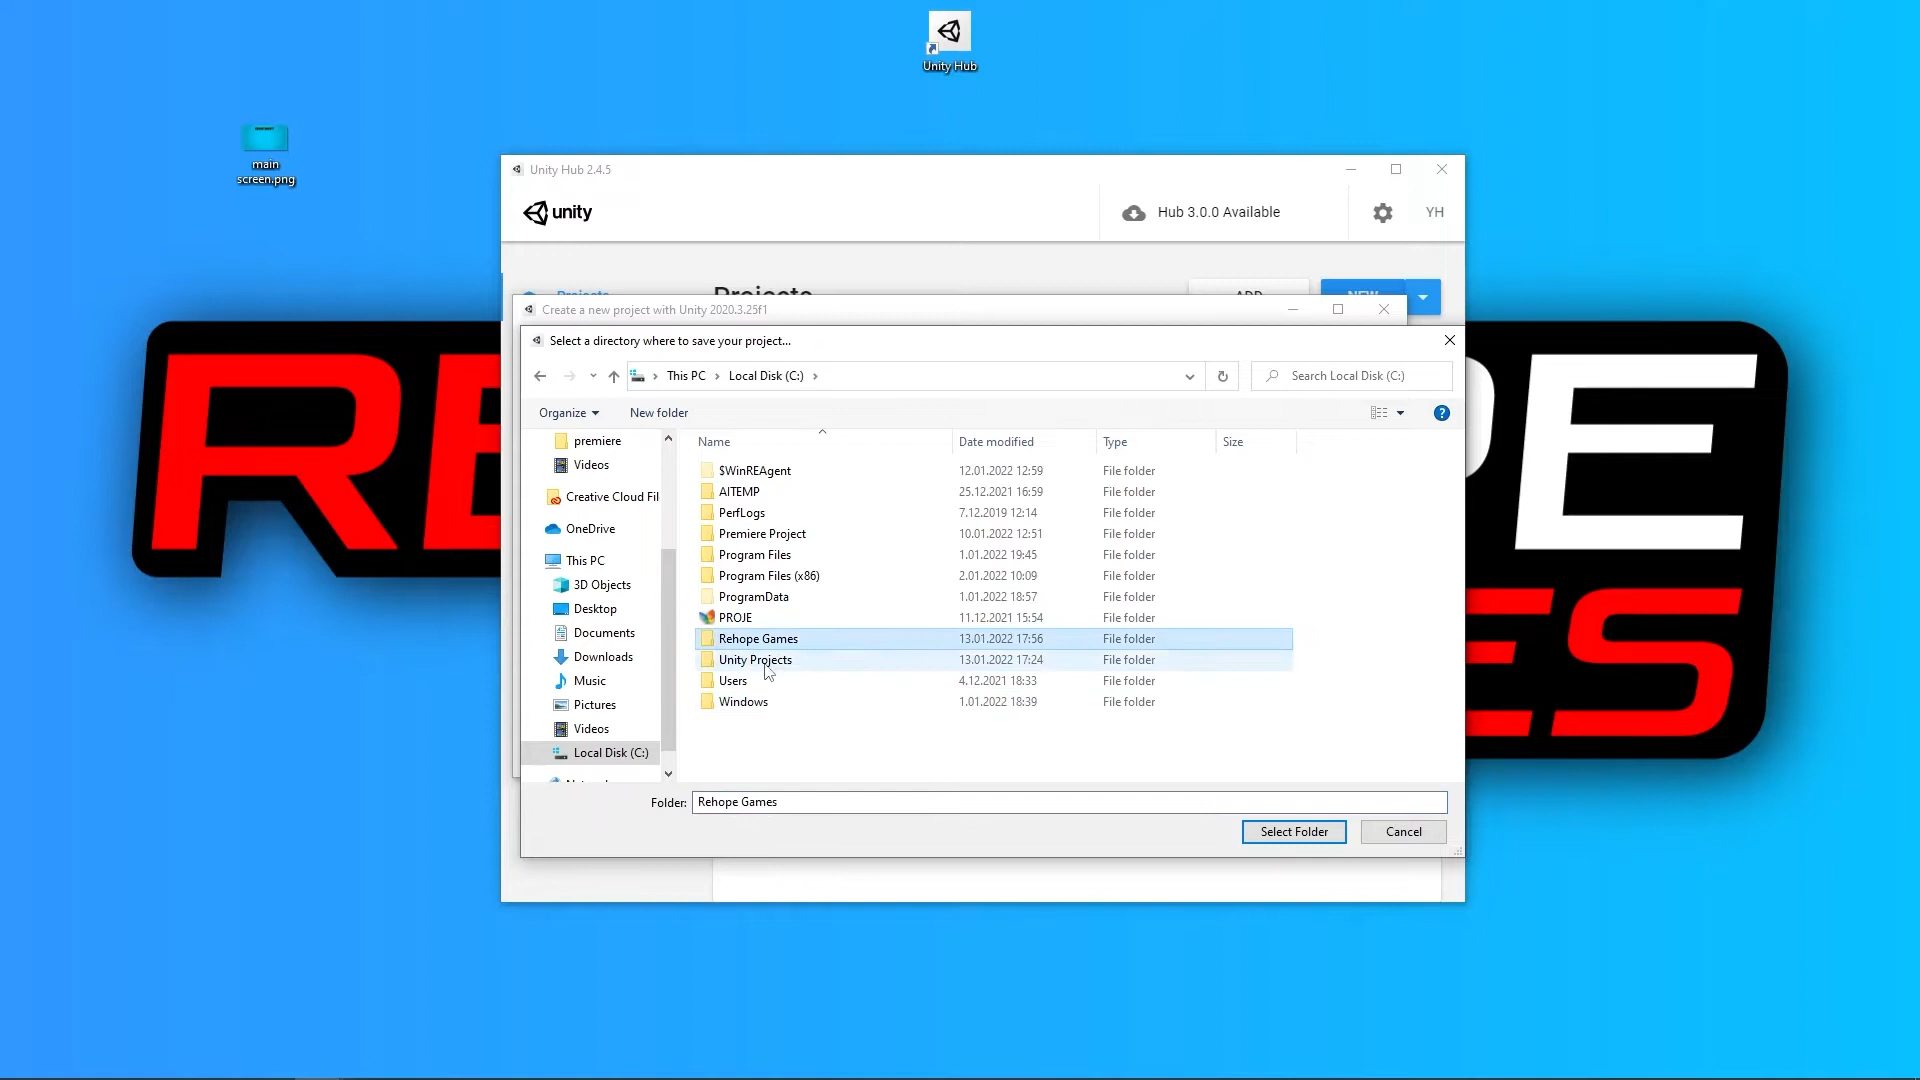 Unity Hub
main
screen.png
Unity Hub 2.4.5
unity
Hub 3.0.0 Available
YH
Projects
Projects
ADD
NEW
Create a new project with Unity 2020.3.25f1
Select a directory where to save your project...
This PC
Local Disk (C:)
Search Local Disk (C:)
Organize
New folder
premiere
Videos
Creative Cloud Fil
OneDrive
This PC
3D Objects
Desktop
Documents
Downloads
Music
Pictures
Videos
Local Disk (C:)
Name Date modified Type Size
$WinREAgent 12.01.2022 12:59 File folder
AITEMP 25.12.2021 16:59 File folder
PerfLogs 7.12.2019 12:14 File folder
Premiere Project 10.01.2022 12:51 File folder
Program Files 1.01.2022 19:45 File folder
Program Files (x86) 2.01.2022 10:09 File folder
ProgramData 1.01.2022 18:57 File folder
PROJE 11.12.2021 15:54 File folder
Rehope Games 13.01.2022 17:56 File folder
Unity Projects 13.01.2022 17:24 File folder
Users 4.12.2021 18:33 File folder
Windows 1.01.2022 18:39 File folder
Folder: Rehope Games
Select Folder
Cancel
RE
PE
ES